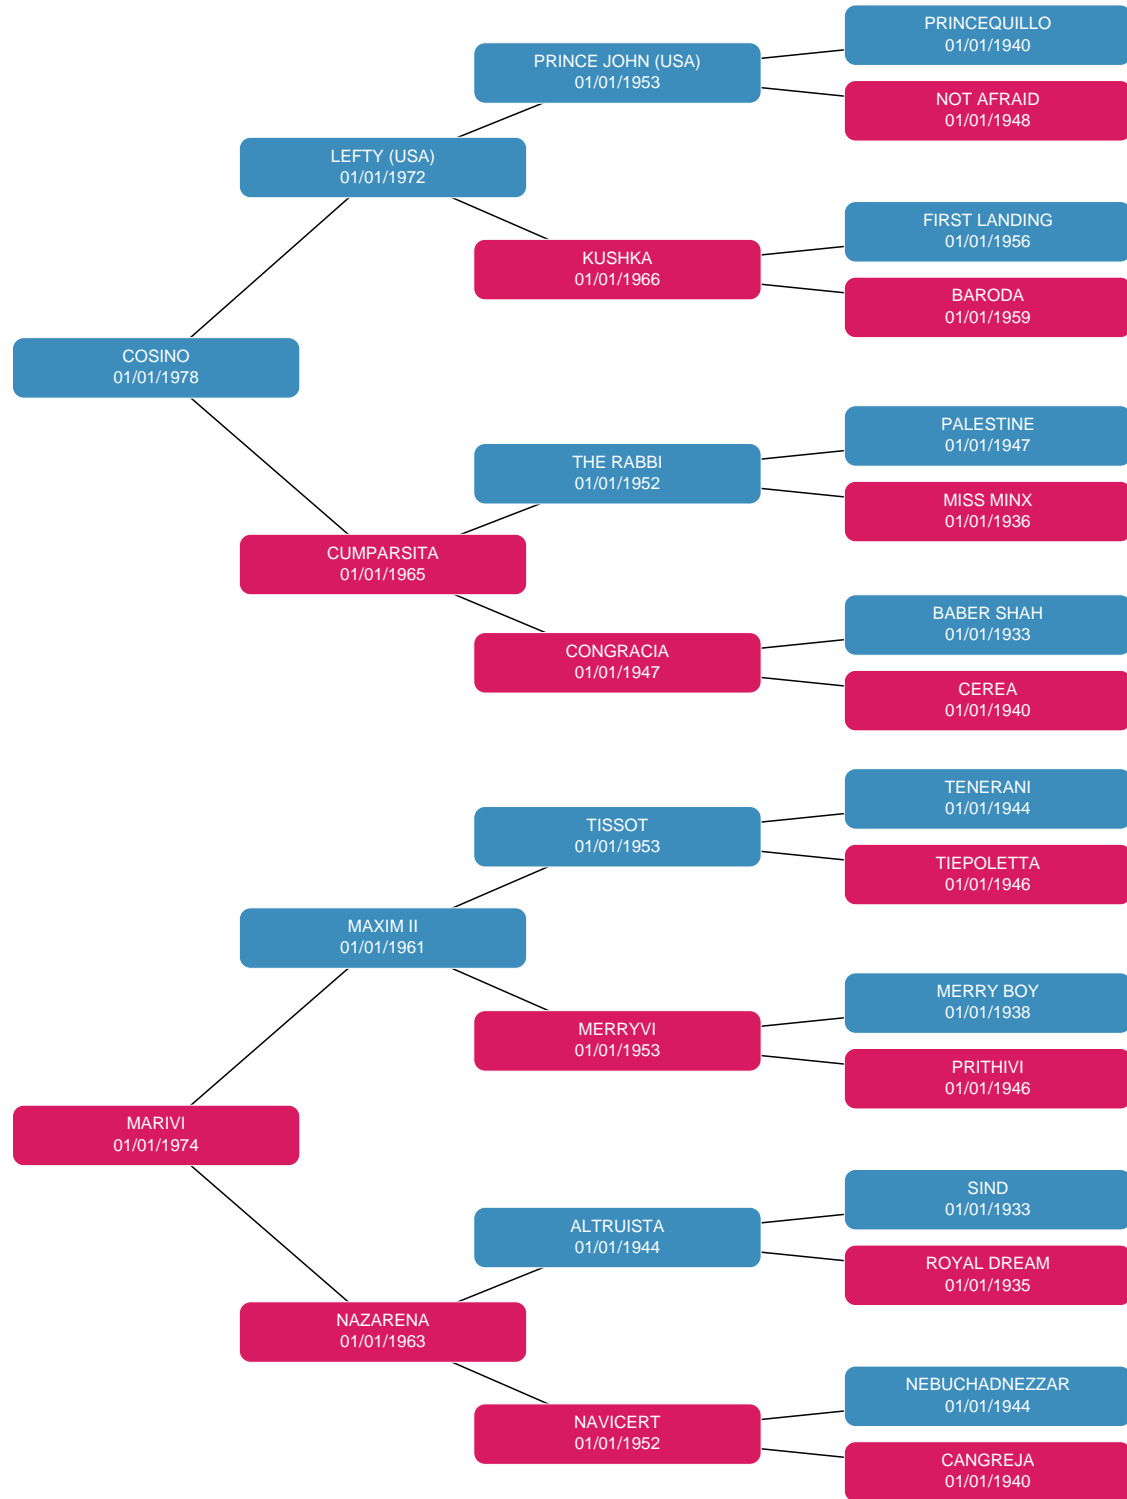 PRINCEQUILLO
01/01/1940
PRINCE JOHN (USA)
01/01/1953
NOT AFRAID
01/01/1948
LEFTY (USA)
01/01/1972
FIRST LANDING
01/01/1956
KUSHKA
01/01/1966
BARODA
01/01/1959
COSINO
01/01/1978
PALESTINE
01/01/1947
THE RABBI
01/01/1952
MISS MINX
01/01/1936
CUMPARSITA
01/01/1965
BABER SHAH
01/01/1933
CONGRACIA
01/01/1947
CEREA
01/01/1940
TENERANI
01/01/1944
TISSOT
01/01/1953
TIEPOLETTA
01/01/1946
MAXIM II
01/01/1961
MERRY BOY
01/01/1938
MERRYVI
01/01/1953
PRITHIVI
01/01/1946
MARIVI
01/01/1974
SIND
01/01/1933
ALTRUISTA
01/01/1944
ROYAL DREAM
01/01/1935
NAZARENA
01/01/1963
NEBUCHADNEZZAR
01/01/1944
NAVICERT
01/01/1952
CANGREJA
01/01/1940